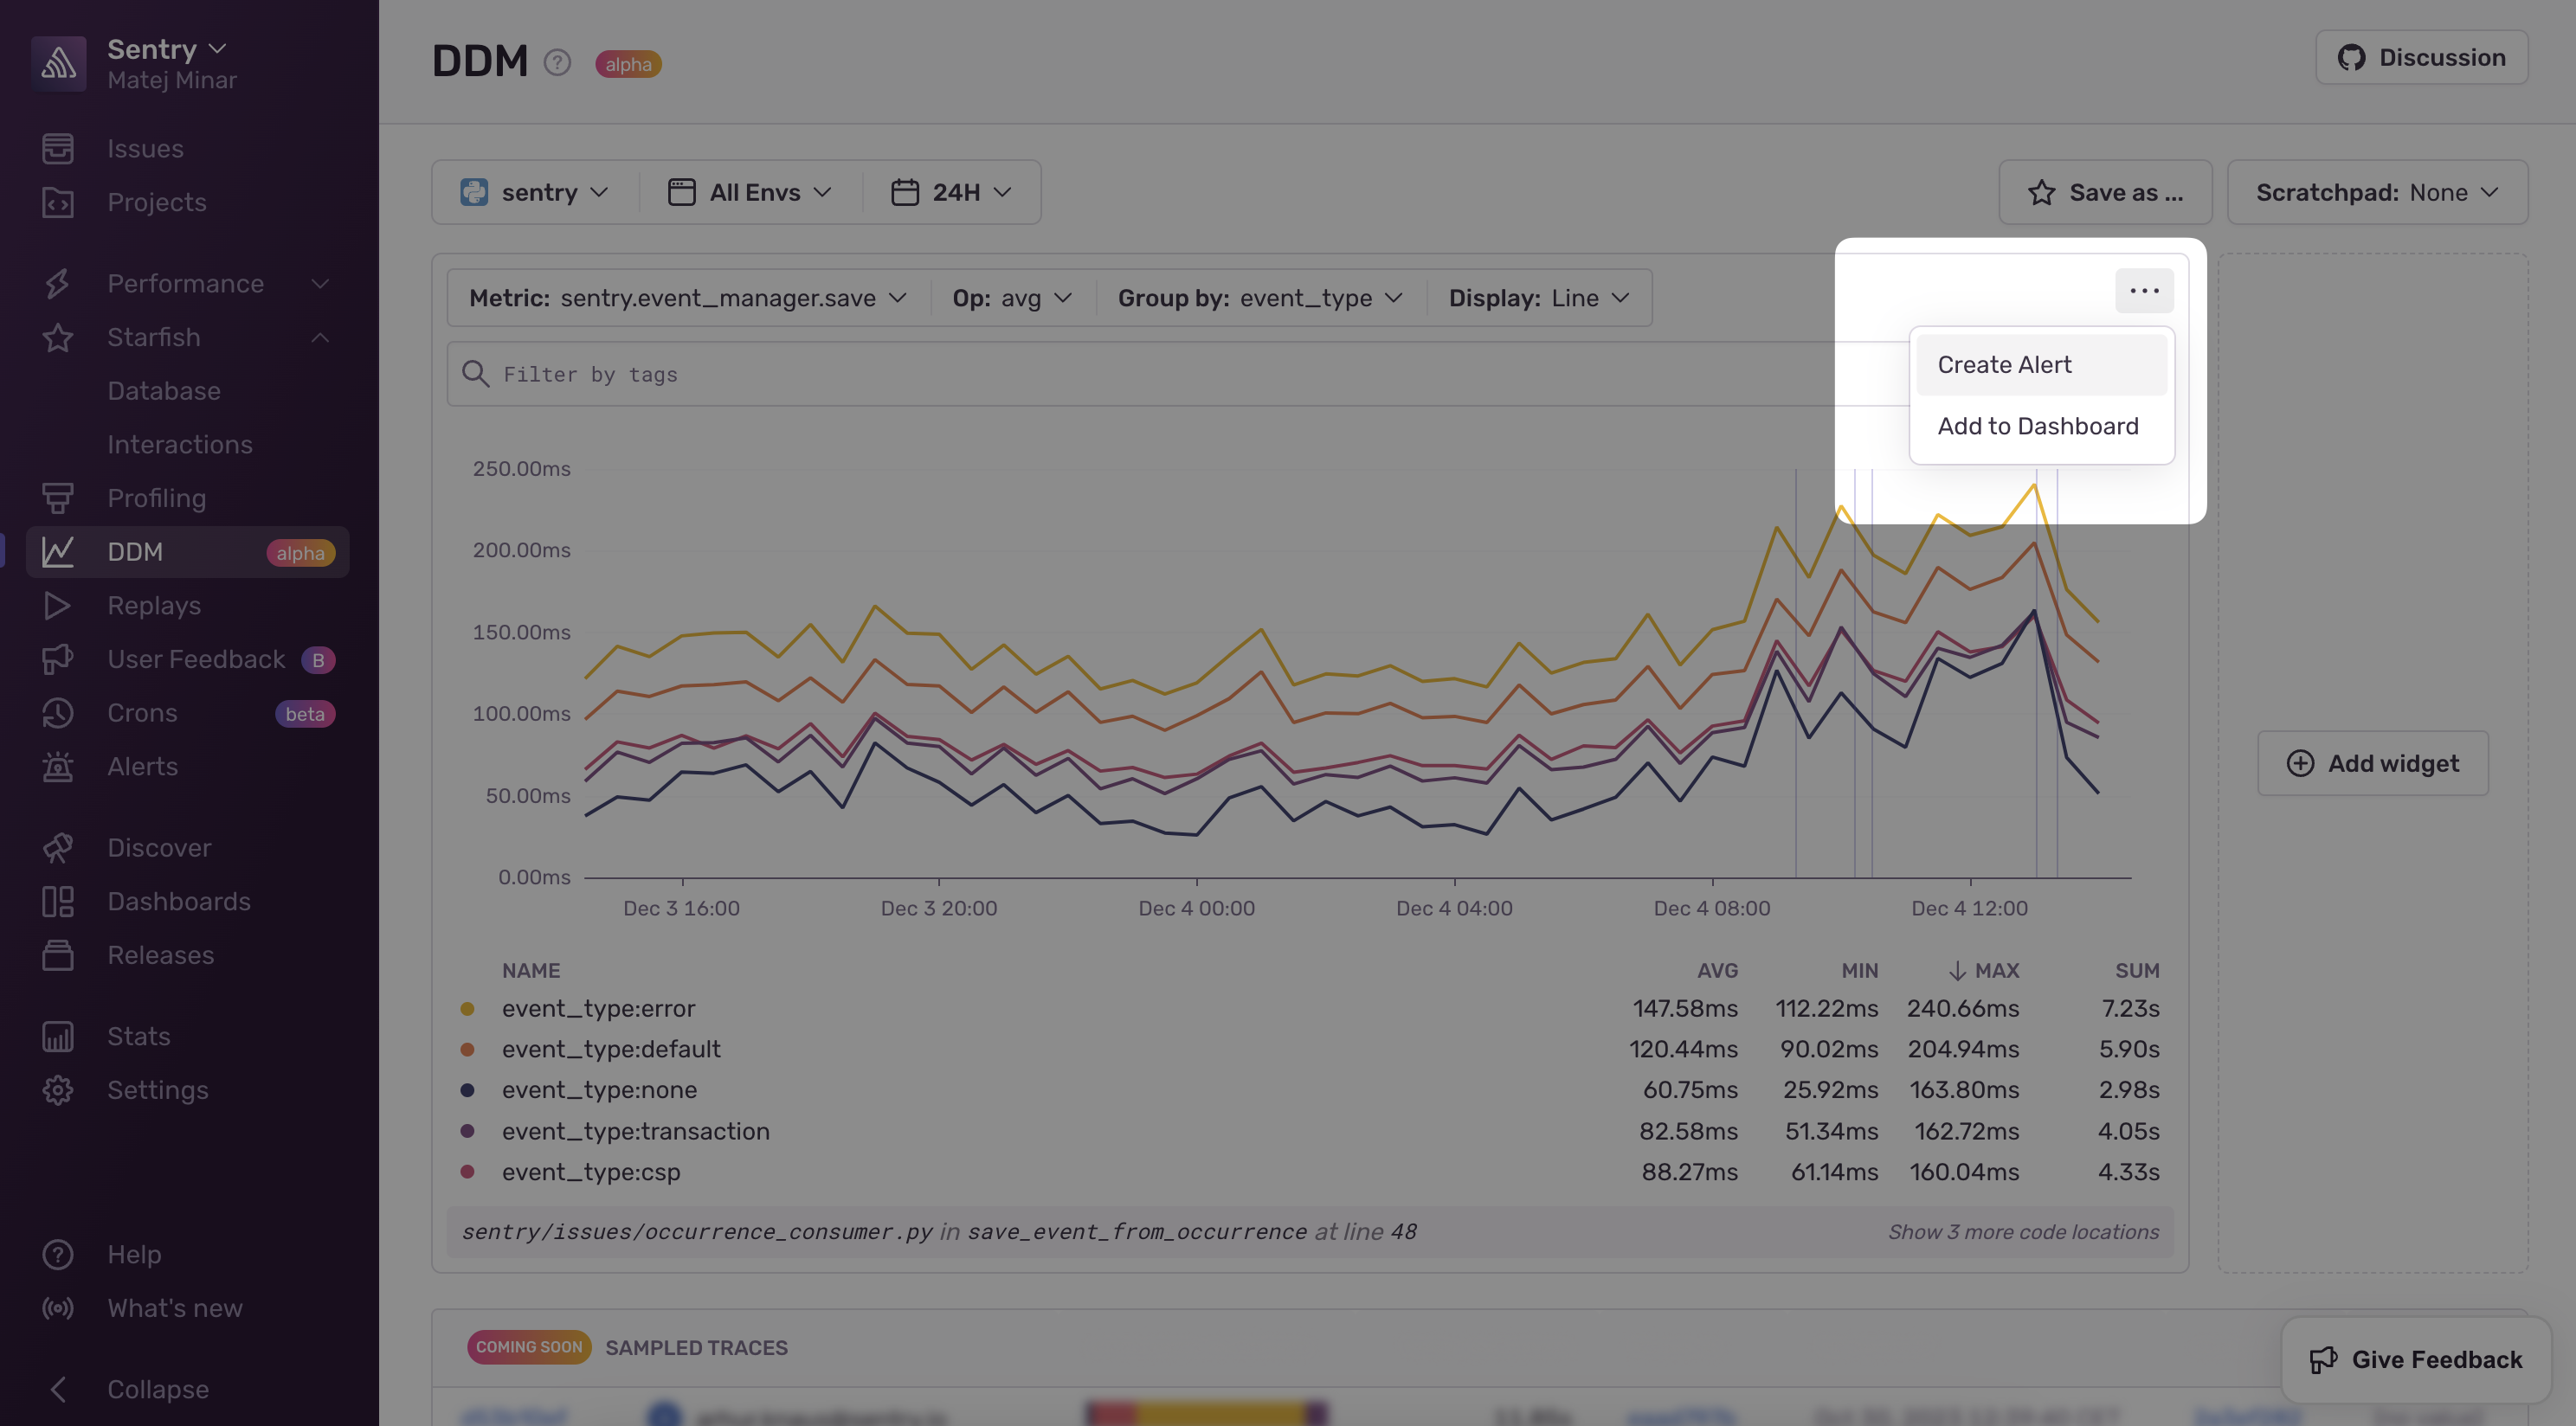 Sentry
Matej Minar
Issues
Projects
Performance
Starfish
Database
Interactions
Profiling
DDM alpha
Replays
User Feedback B
Crons beta
Alerts
Discover
Dashboards
Releases
Stats
Settings
Help
What's new
Collapse
DDM ? alpha
Discussion
sentry All Envs 24H
Save as ... Scratchpad: None
Metric: sentry.event_manager.save Op: avg Group by: event_type Display: Line
Filter by tags
Create Alert
Add to Dashboard
250.00ms
200.00ms
150.00ms
100.00ms
50.00ms
0.00ms
Dec 3 16:00 Dec 3 20:00 Dec 4 00:00 Dec 4 04:00 Dec 4 08:00 Dec 4 12:00
NAME AVG MIN MAX SUM
event_type:error 147.58ms 112.22ms 240.66ms 7.23s
event_type:default 120.44ms 90.02ms 204.94ms 5.90s
event_type:none 60.75ms 25.92ms 163.80ms 2.98s
event_type:transaction 82.58ms 51.34ms 162.72ms 4.05s
event_type:csp 88.27ms 61.14ms 160.04ms 4.33s
sentry/issues/occurrence_consumer.py in save_event_from_occurrence at line 48 Show 3 more code locations
Add widget
COMING SOON SAMPLED TRACES
Give Feedback